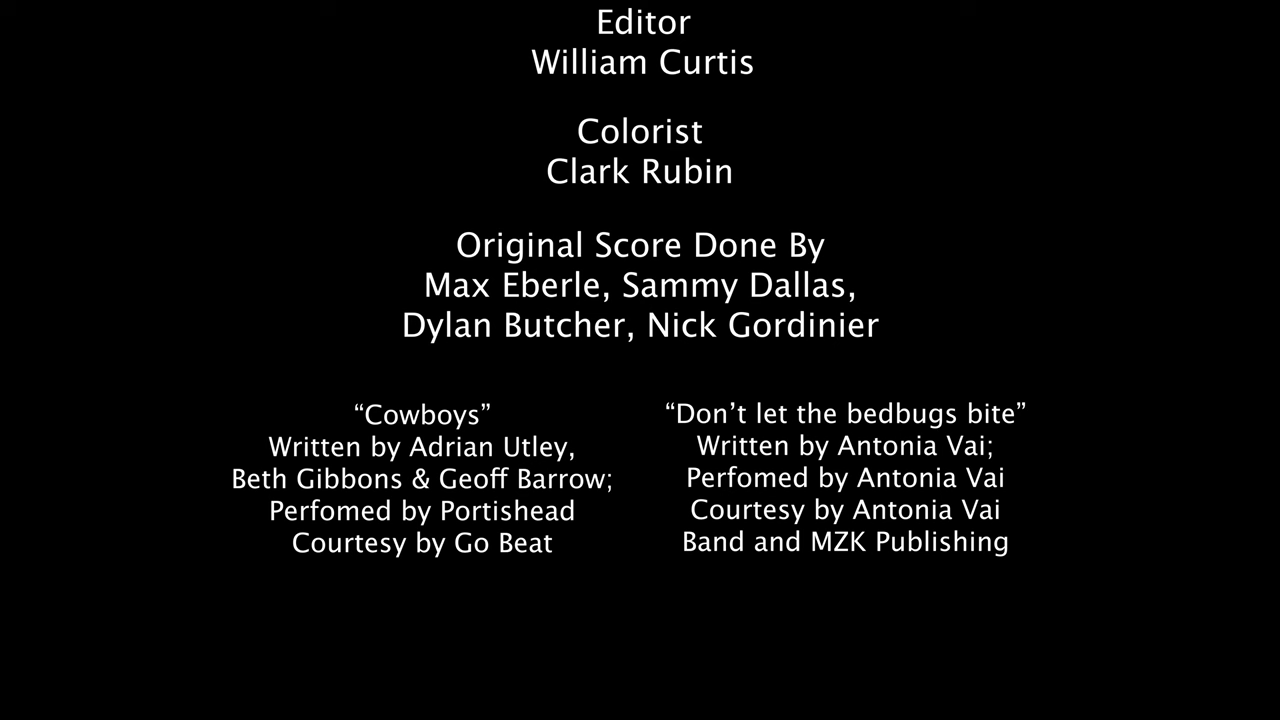 Editor
William Curtis
Colorist
Clark Rubin
Original Score Done By
Max Eberle, Sammy Dallas,
Dylan Butcher, Nick Gordinier
“Cowboys”
Written by Adrian Utley,
Beth Gibbons & Geoff Barrow;
Perfomed by Portishead
Courtesy by Go Beat
“Don’t let the bedbugs bite”
Written by Antonia Vai;
Perfomed by Antonia Vai
Courtesy by Antonia Vai
Band and MZK Publishing